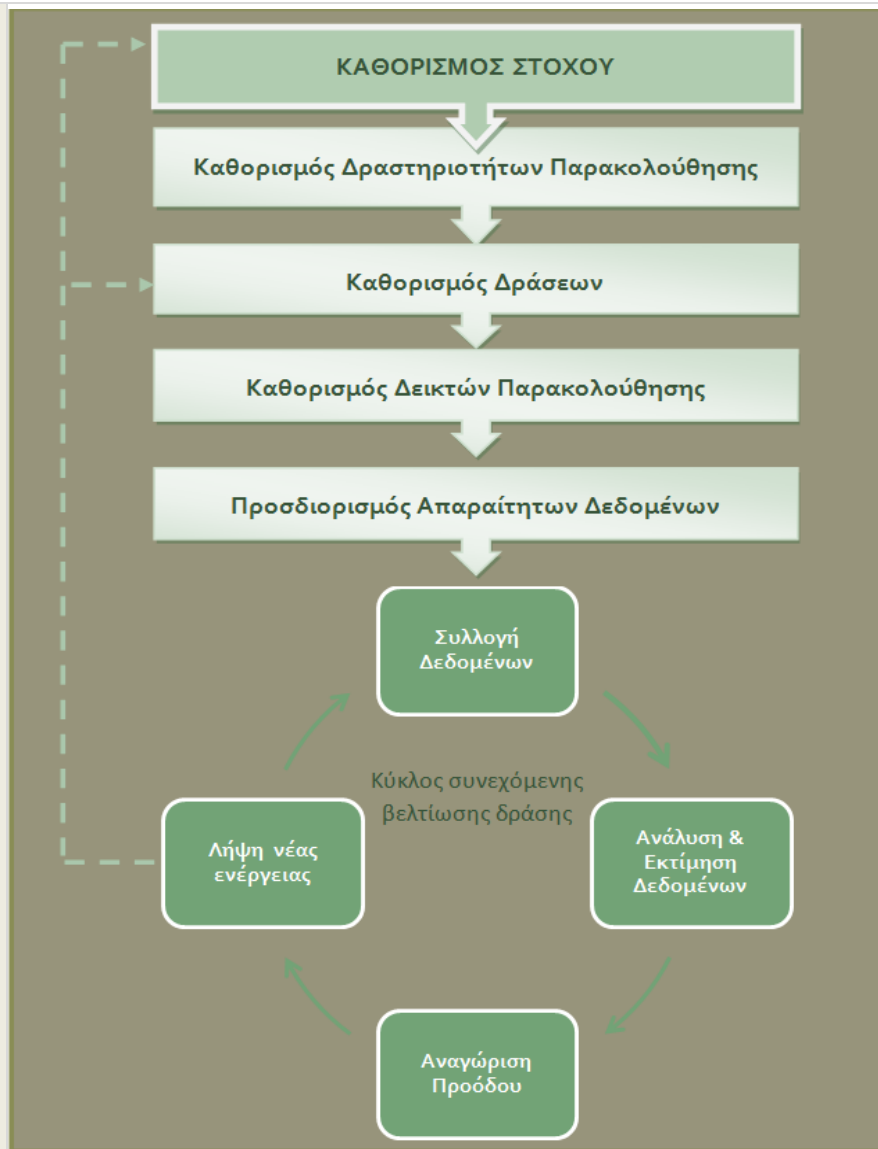 ΚΑΘΟΡΙΣΜΟΣ ΣΤΟΧΟΥ
Καθορισμός Δραστηριοτήτων Παρακολούθησης
Καθορισμός Δράσεων
Καθορισμός Δεικτών Παρακολούθησης
Προσδιορισμός Απαραίτητων Δεδομένων
Συλλογή
Δεδομένων
Κύκλος συνεχόμενης
βελτίωσης δράσης
Ανάλυση &
Εκτίμηση
Δεδομένων
Λήψη νέας
ενέργειας
Αναγώριση
Προόδου